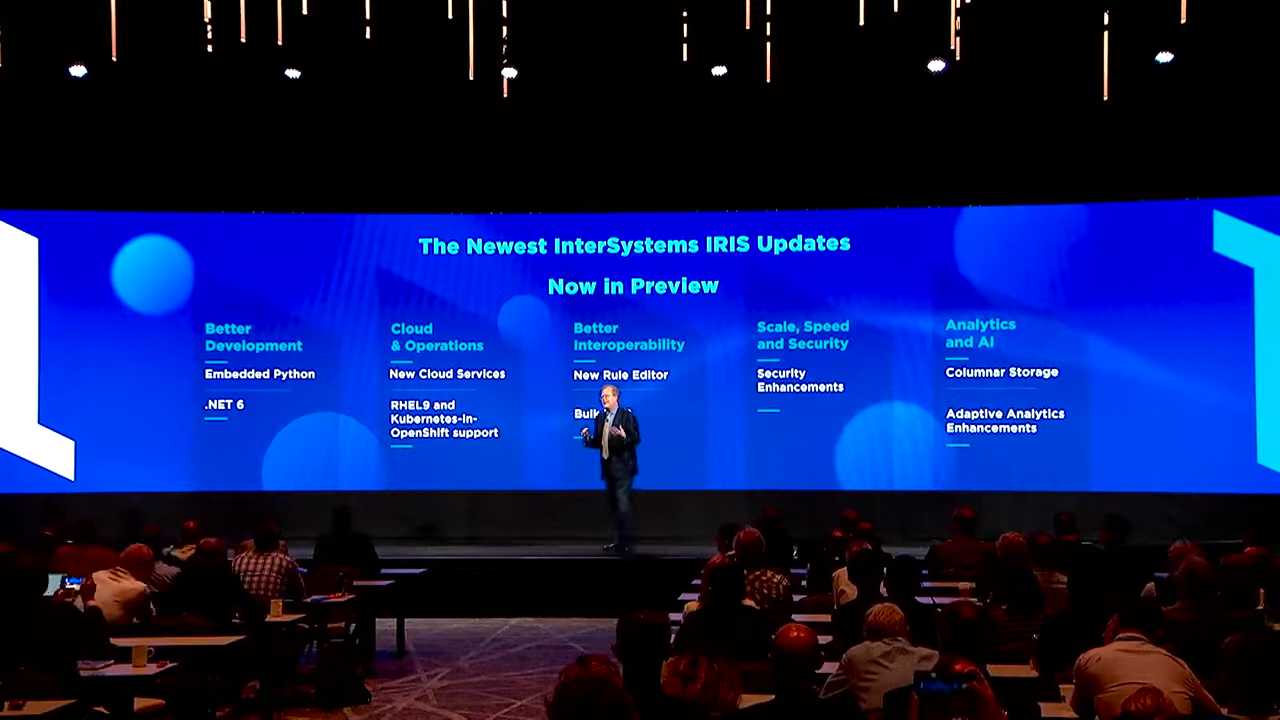 The Newest InterSystems IRIS Updates
Now in Preview
Better
Development
Embedded Python
.NET 6
Cloud
& Operations
New Cloud Services
RHEL9 and
Kubernetes-in-
OpenShift support
Better
Interoperability
New Rule Editor
Scale, Speed
and Security
Security
Enhancements
Analytics
and AI
Columnar Storage
Adaptive Analytics
Enhancements